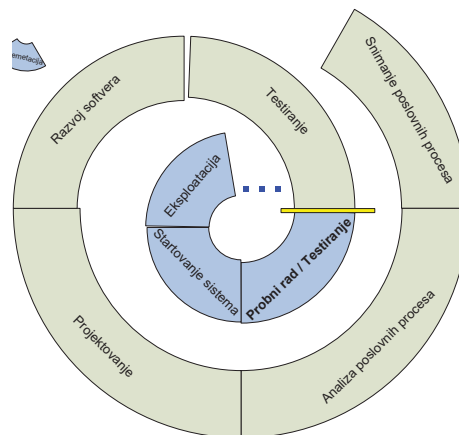 Snimanje poslovnih procesa
Analiza poslovnih procesa
Projektovanje
Razvoj softvera
Testiranje
Probni rad / Testiranje
Startovanje sistema
Eksploatacija